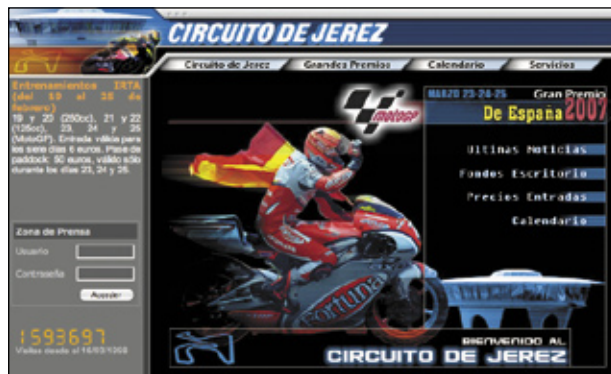 CIRCUITO DE JEREZ
Circuito de Jerez
Grandes Premios
Calendario
Servicios
Entrenamientos IRTA
(del 19 al 25 de
febrero)
19 y 20 (250cc), 21 y 22
(125cc), 23, 24 y 25
(MotoGP). Entrada válida para
los siete días 6 euros. Pase de
paddock: 50 euros, válido sólo
durante los días 23, 24 y 25.
Zona de Prensa
Usuario
Contraseña
Acceder
1593697
Visitas desde el
motoGP
MARZO 23-24-25 Gran Premio
De España 2007
Ultimas Noticias
Fondos Escritorio
Precios Entradas
Calendario
Fortuna
BIENVENIDO AL
CIRCUITO DE JEREZ